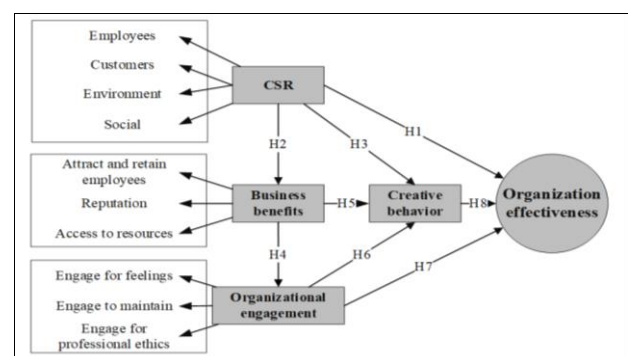 Employees
Customers
Environment
Social
CSR
H1
H2
H3
Attract and retain
employees
Reputation
Access to resources
Business
benefits
H5
Creative
behavior
H8
Organization
effectiveness
H4
H6
H7
Engage for feelings
Engage to maintain
Engage for
professional ethics
Organizational
engagement